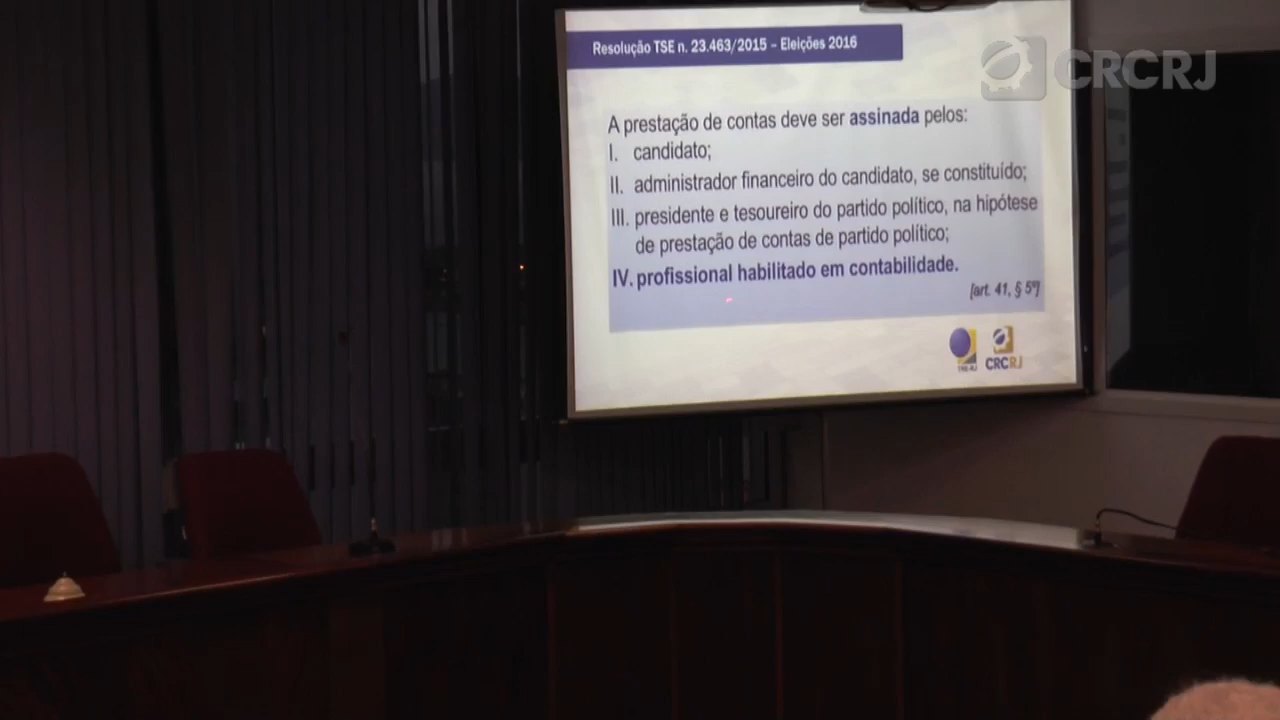 Resolução TSE n. 23.463/2015 – Eleições 2016
CRCRJ
A prestação de contas deve ser assinada pelos:
I. candidato;
II. administrador financeiro do candidato, se constituído;
III. presidente e tesoureiro do partido político, na hipótese
de prestação de contas de partido político;
IV. profissional habilitado em contabilidade.
[art. 41, § 5º]
TRE-RJ
CRCRJ